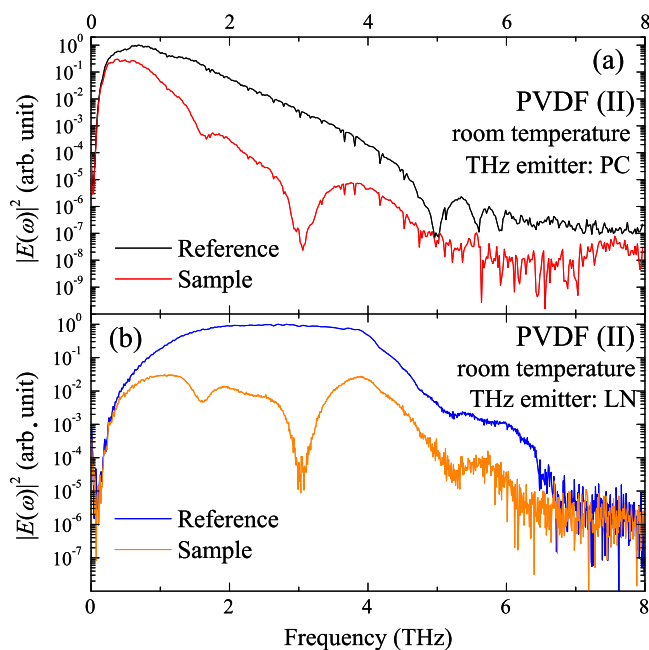 0 2 4 6 8
10^0
10^-1
10^-2
10^-3
10^-4
10^-5
10^-6
10^-7
10^-8
10^-9
|E(ω)|^2 (arb. unit)
(a)
PVDF (II)
room temperature
THz emitter: PC
Reference
Sample
10^0
10^-1
10^-2
10^-3
10^-4
10^-5
10^-6
10^-7
|E(ω)|^2 (arb. unit)
(b)
PVDF (II)
room temperature
THz emitter: LN
Reference
Sample
0 2 4 6 8
Frequency (THz)